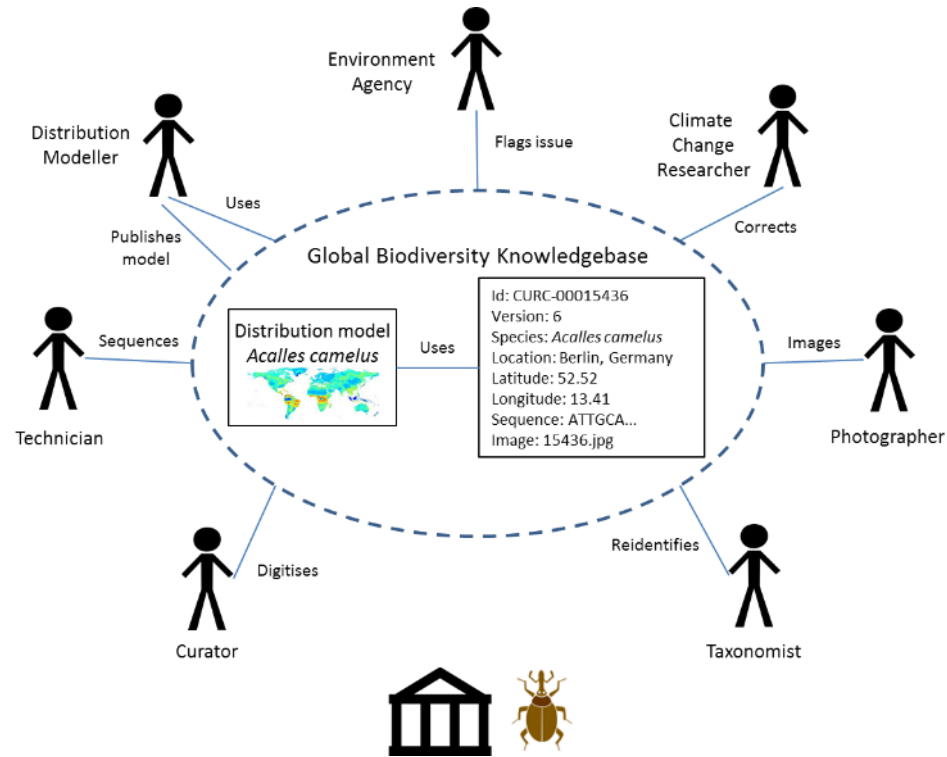 Environment
Agency
Flags issue
Distribution
Modeller
Uses
Publishes
model
Climate
Change
Researcher
Corrects
Global Biodiversity Knowledgebase
Technician
Sequences
Distribution model
Acalles camelus
Uses
Id: CURC-00015436
Version: 6
Species: Acalles camelus
Location: Berlin, Germany
Latitude: 52.52
Longitude: 13.41
Sequence: ATTGCA...
Image: 15436.jpg
Images
Photographer
Digitises
Curator
Reidentifies
Taxonomist